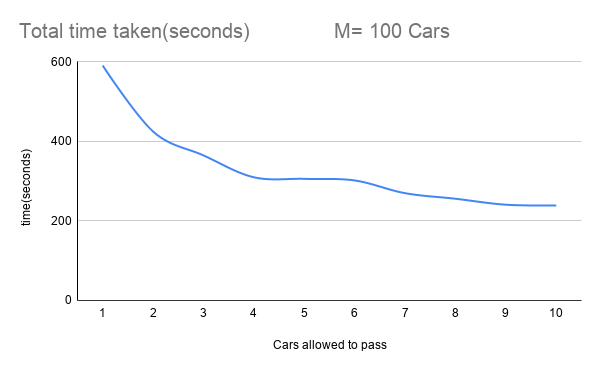 Total time taken(seconds) M= 100 Cars
600
400
200
0
time(seconds)
1 2 3 4 5 6 7 8 9 10
Cars allowed to pass